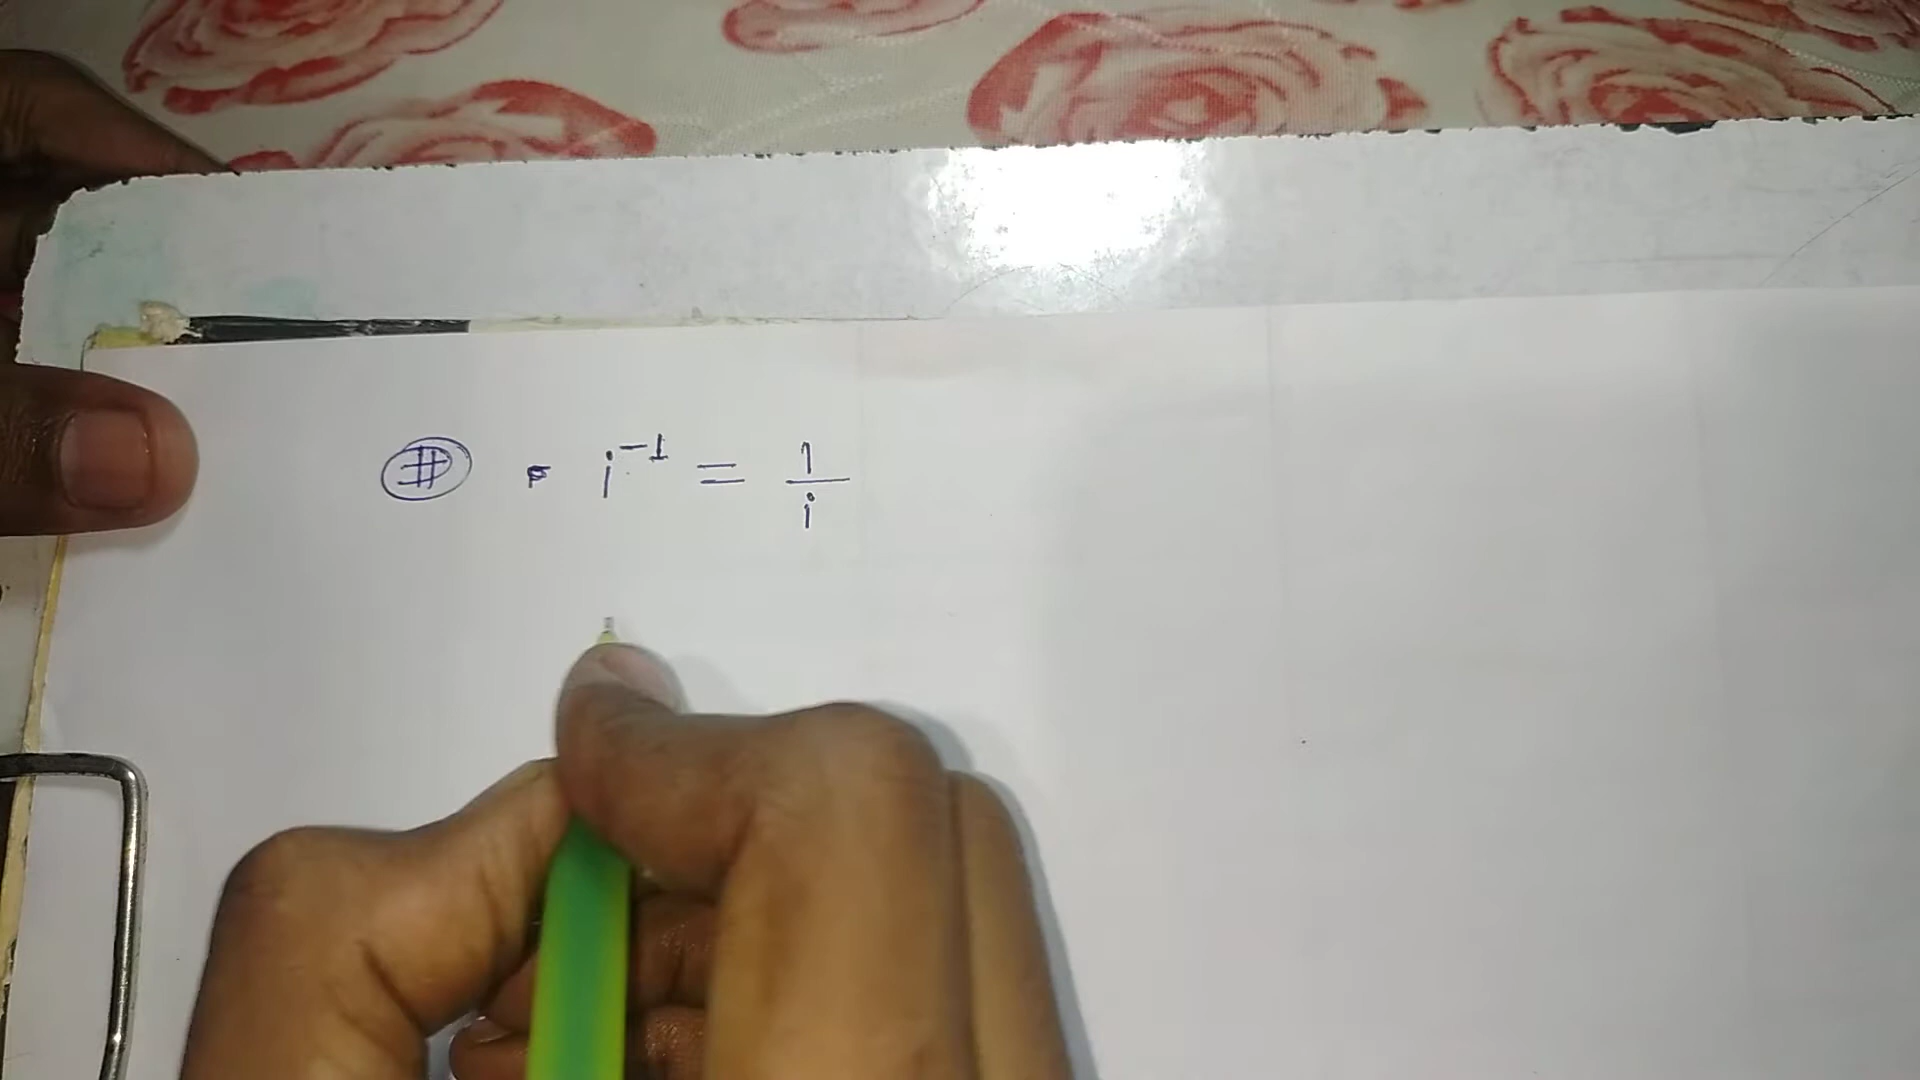 # · i⁻¹ = 1/i